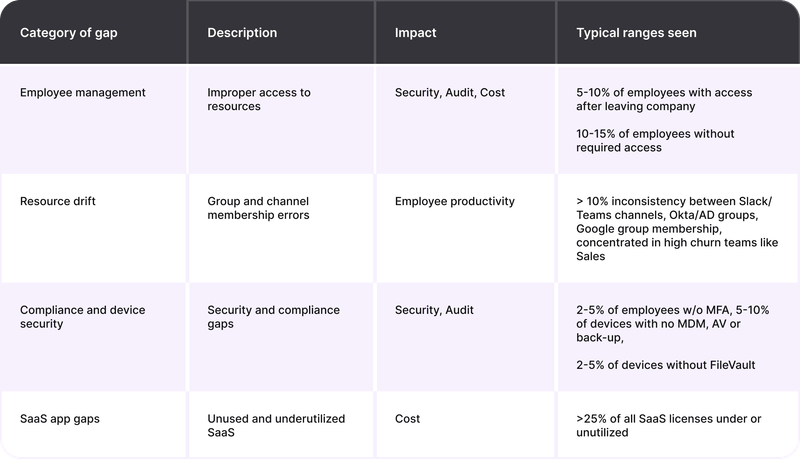 Category of gap
Description
Impact
Typical ranges seen
Employee management
Improper access to
resources
Security, Audit, Cost
5-10% of employees with access
after leaving company
10-15% of employees without
required access
Resource drift
Group and channel
membership errors
Employee productivity
> 10% inconsistency between Slack/
Teams channels, Okta/AD groups,
Google group membership,
concentrated in high churn teams like
Sales
Compliance and device
security
Security and compliance
gaps
Security, Audit
2-5% of employees w/o MFA, 5-10%
of devices with no MDM, AV or
back-up,
2-5% of devices without FileVault
SaaS app gaps
Unused and underutilized
SaaS
Cost
>25% of all SaaS licenses under or
unutilized